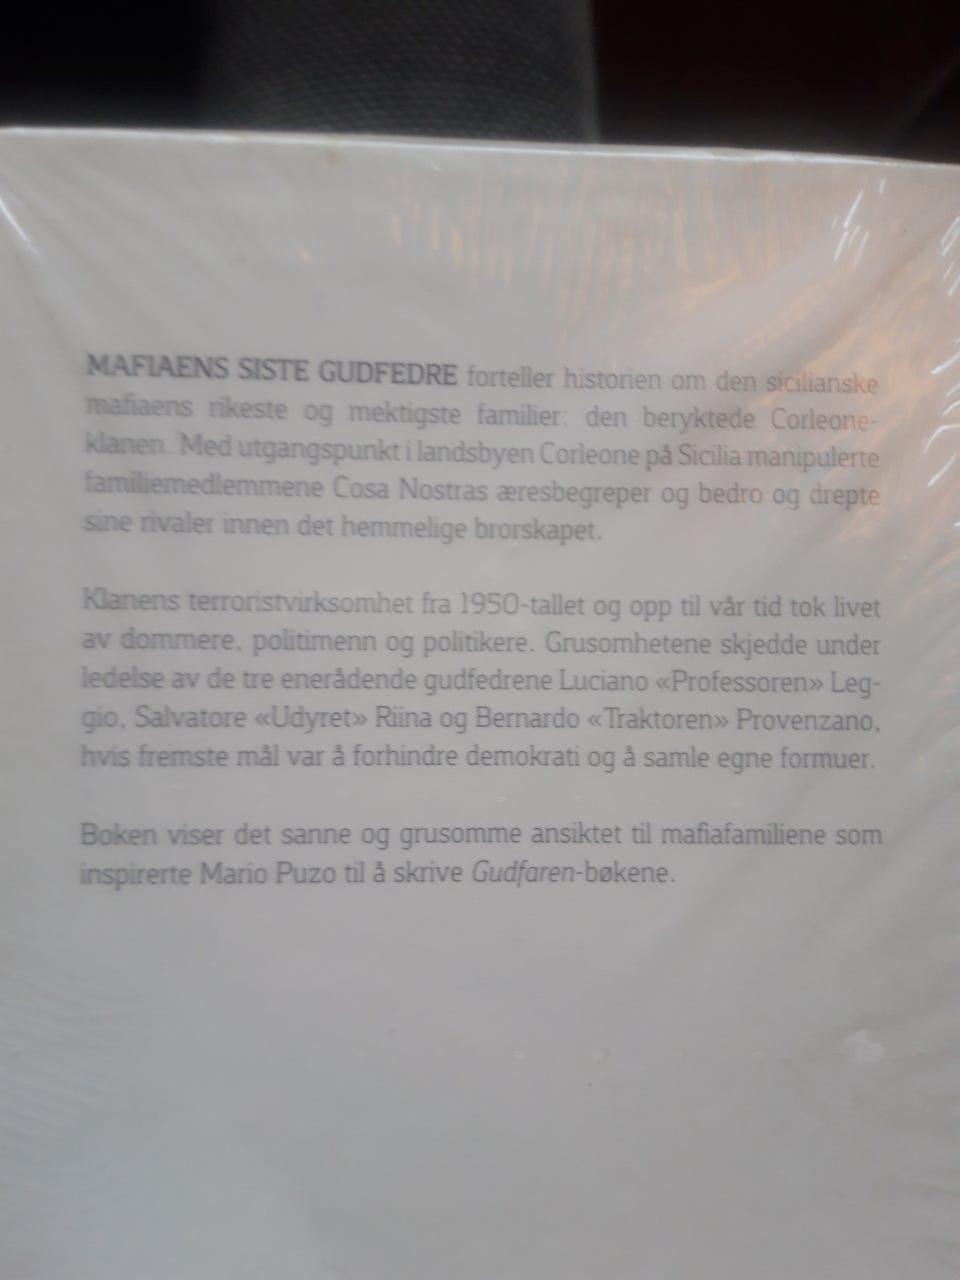 MAFIAENS SISTE GUDFEDRE forteller historien om den sicilianske
mafiaens rikeste og mektigste familier: den beryktede Corleone-
klanen. Med utgangspunkt i landsbyen Corleone på Sicilia manipulerte
familiemedlemmene Cosa Nostras æresbegreper og bedro og drepte
sine rivaler innen det hemmelige brorskapet.
Klanens terroristvirksomhet fra 1950-tallet og opp til vår tid tok livet
av dommere, politimenn og politikere. Grusomhetene skjedde under
ledelse av de tre enerådende gudfedrene Luciano «Professoren» Leg-
gio, Salvatore «Udyret» Riina og Bernardo «Traktoren» Provenzano,
hvis fremste mål var å forhindre demokrati og å samle egne formuer.
Boken viser det sanne og grusomme ansiktet til mafiafamiliene som
inspirerte Mario Puzo til å skrive Gudfaren-bøkene.